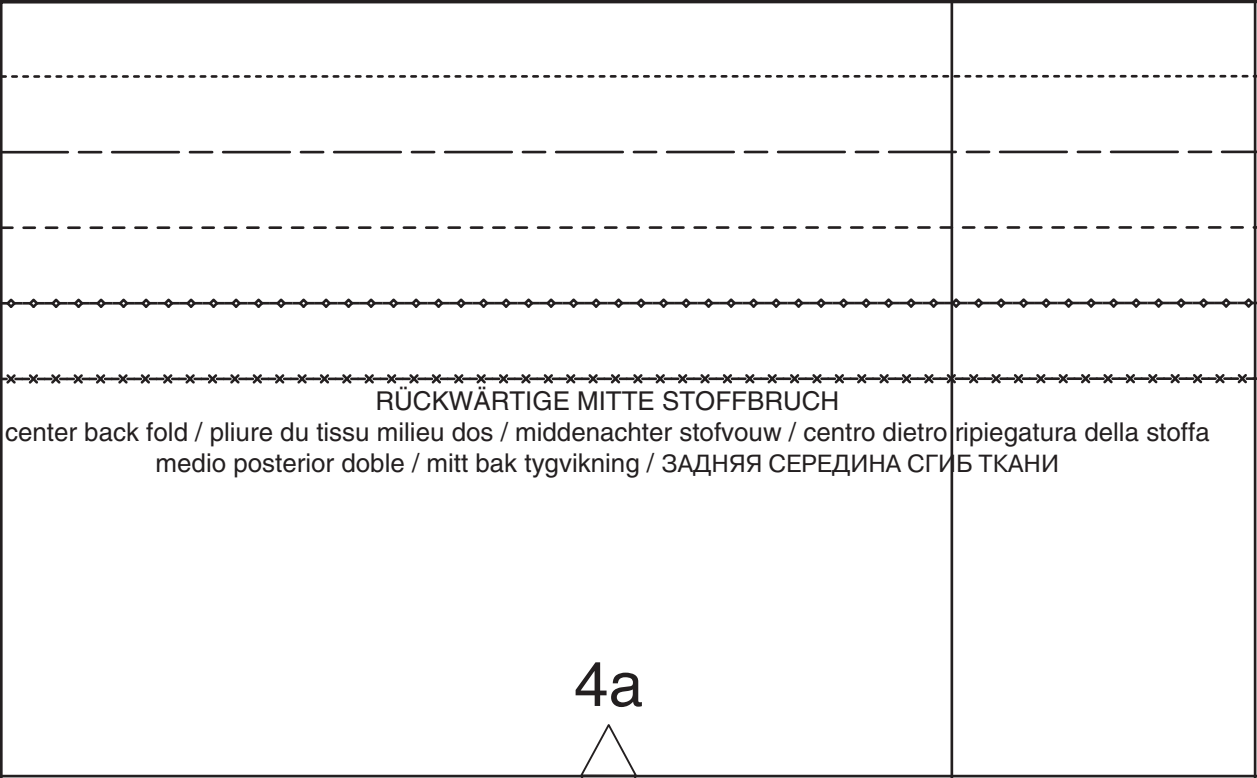 RÜCKWÄRTIGE MITTE STOFFBRUCH
center back fold / pliure du tissu milieu dos / middenachter stofvouw / centro dietro ripiegatura della stoffa
medio posterior doble / mitt bak tygvikning / ЗАДНЯЯ СЕРЕДИНА СГИБ ТКАНИ
4a